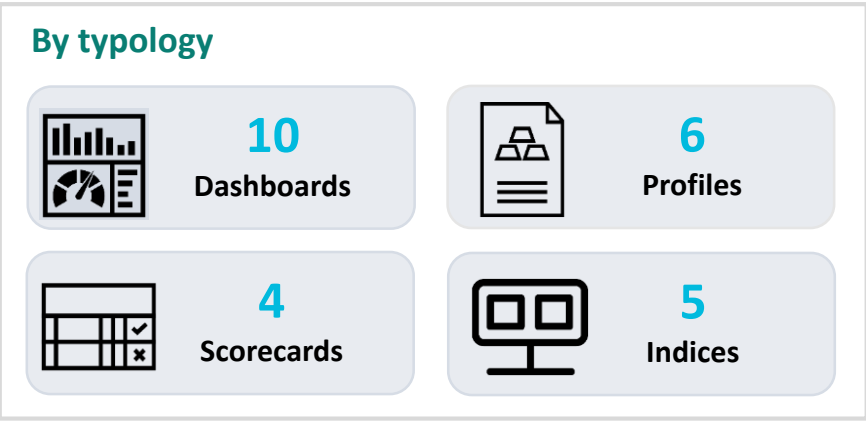 By typology
10
Dashboards
6
Profiles
4
Scorecards
5
Indices